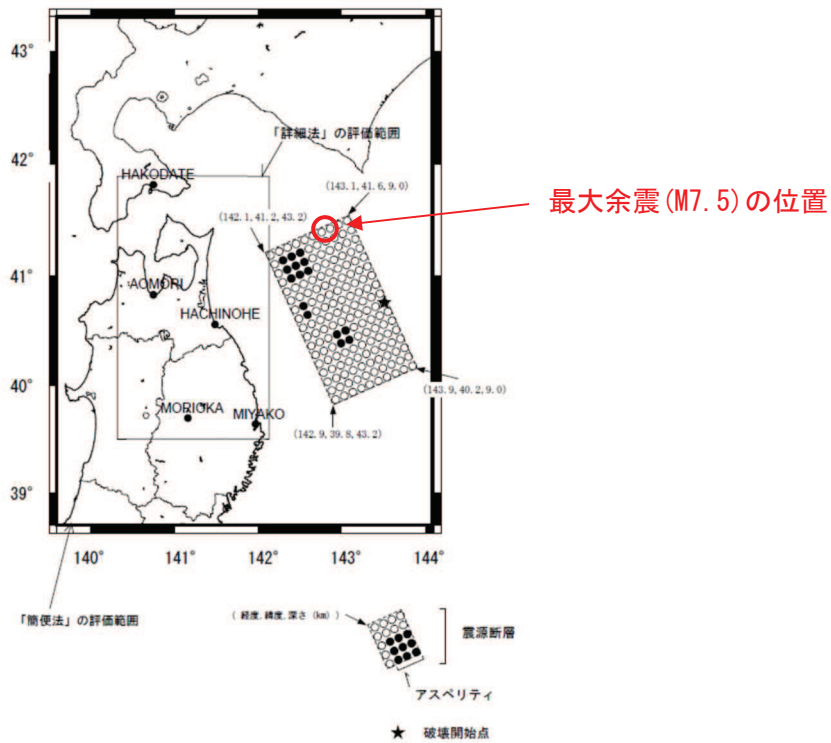 43°
「詳細法」の評価範囲
42°
HAKODATE
(143.1,41.6,9.0)
最大余震(M7.5)の位置
(142.1,41.2,43.2)
41°
AOMORI
HACHINOHE
40°
(143.9,40.2,9.0)
MORIOKA
MIYAKO
(142.9,39.8,43.2)
39°
140° 141° 142° 143° 144°
「簡便法」の評価範囲
(経度,緯度,深さ(km))
震源断層
アスペリティ
★ 破壊開始点